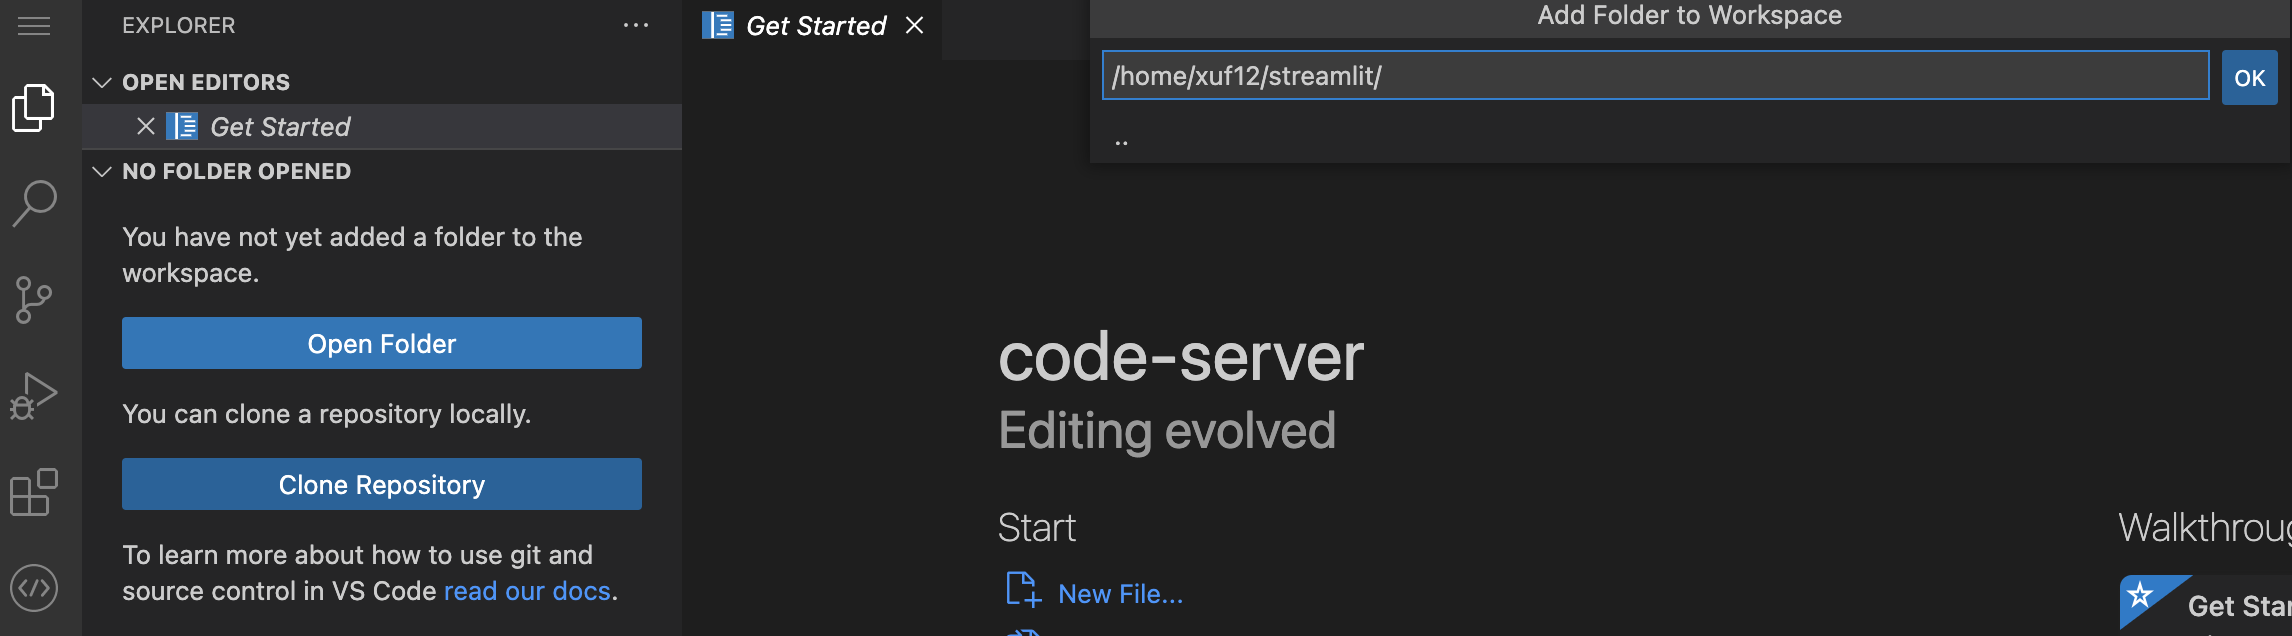 EXPLORER
OPEN EDITORS
Get Started
NO FOLDER OPENED
You have not yet added a folder to the
workspace.
Open Folder
You can clone a repository locally.
Clone Repository
To learn more about how to use git and
source control in VS Code read our docs.
Get Started
Add Folder to Workspace
/home/xuf12/streamlit/
OK
..
code-server
Editing evolved
Start
New File...
Walkthroug
Get Star